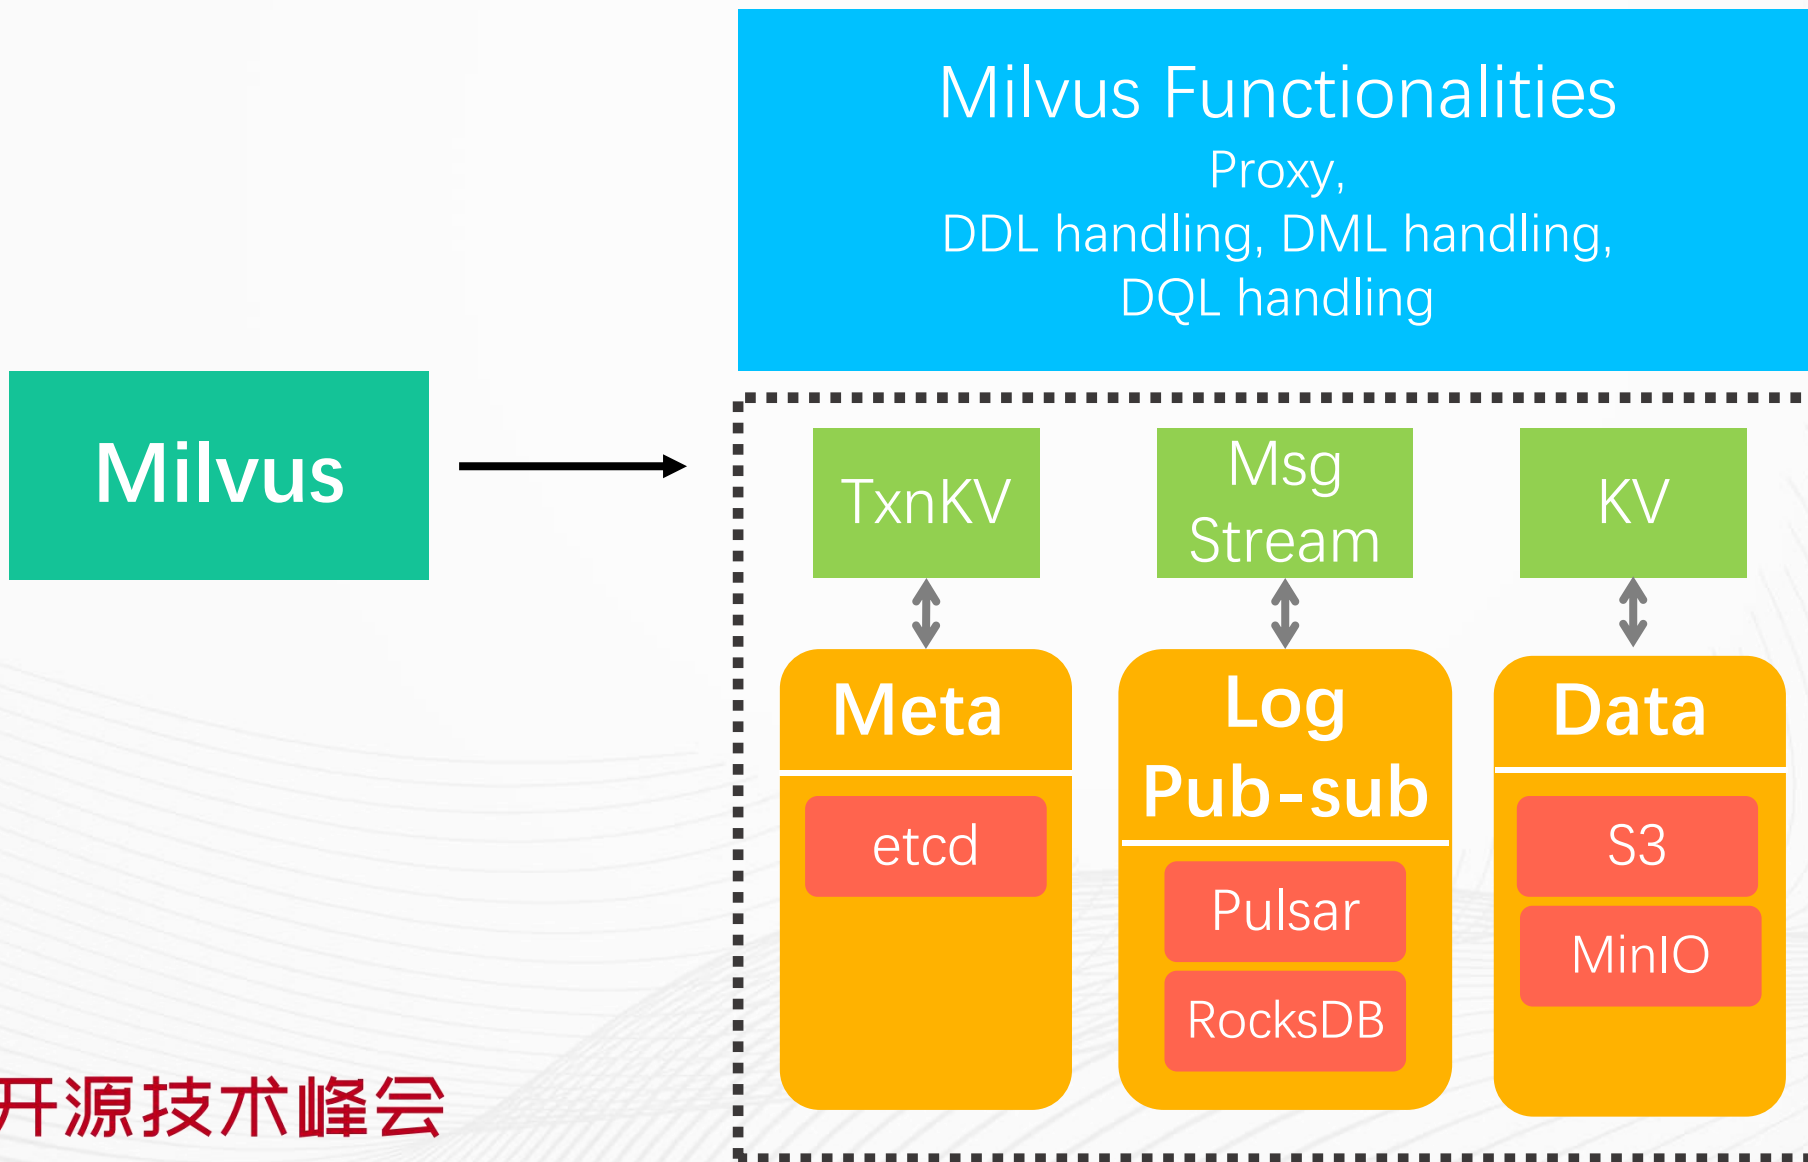 Milvus Functionalities
Proxy,
DDL handling, DML handling,
DQL handling
Milvus
TxnKV
Msg
Stream
KV
Meta
etcd
Log
Pub-sub
Pulsar
RocksDB
Data
S3
MinIO
开源技术峰会